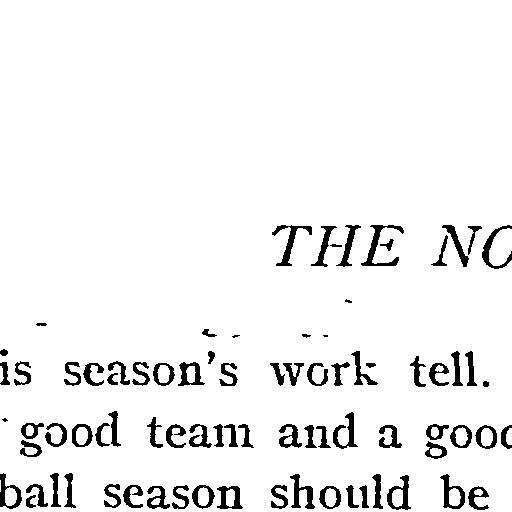 THE NO
is season's work tell.
good team and a good
ball season should be